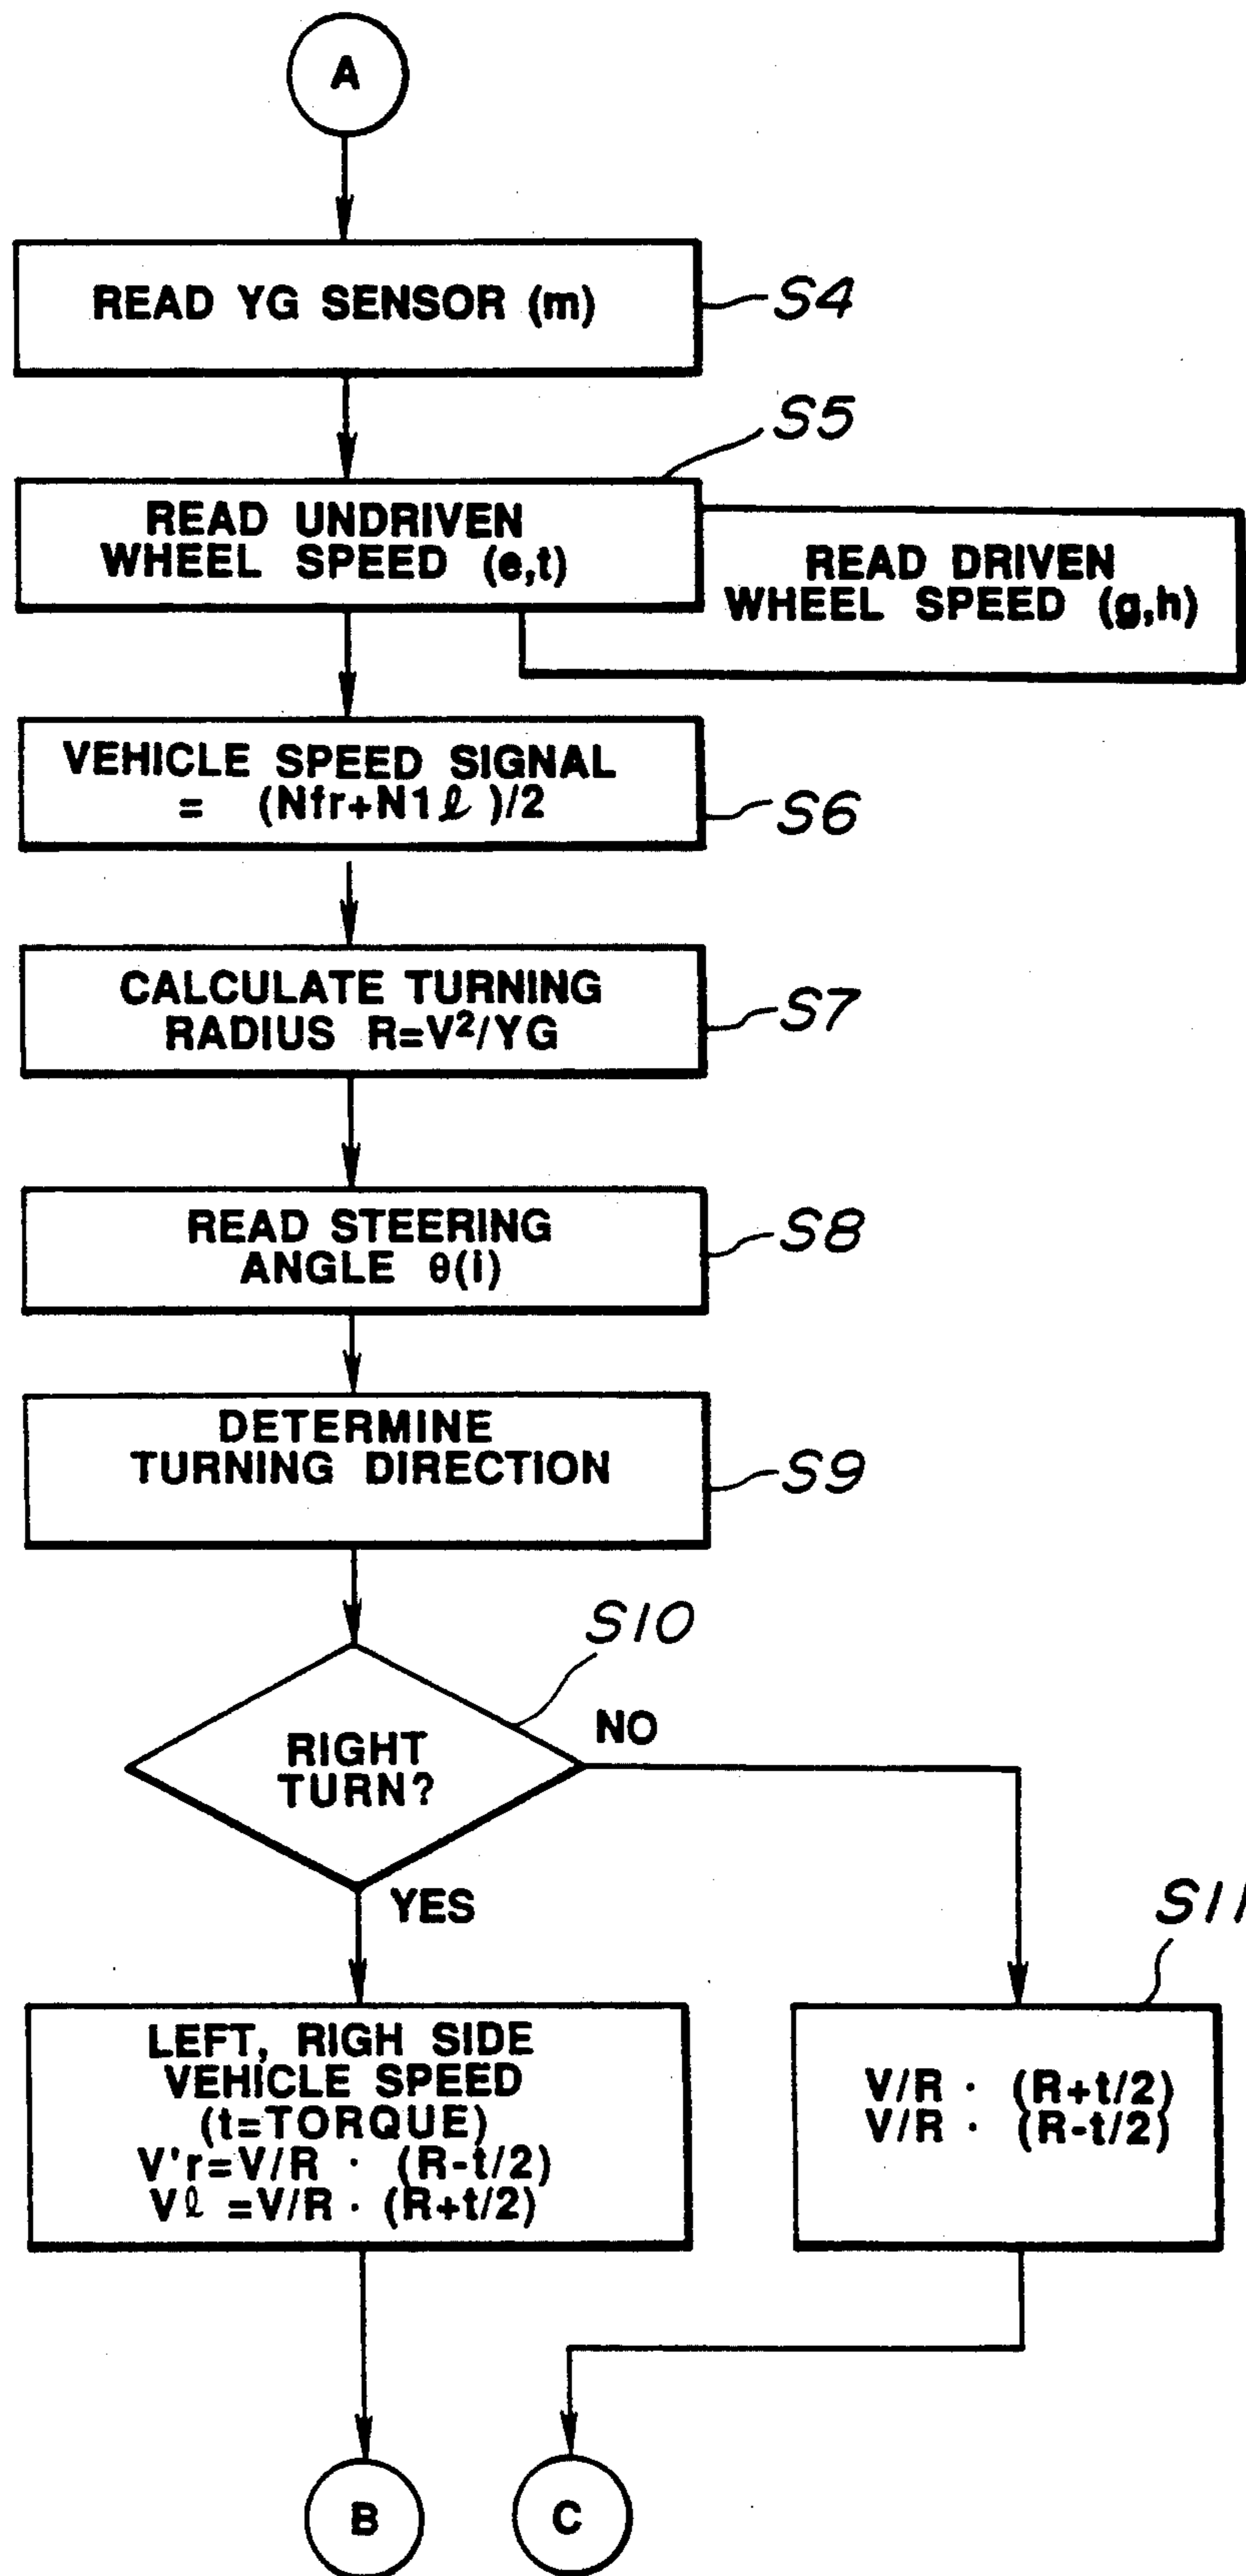 A
READ YG SENSOR (m)
S4
S5
READ UNDRIVEN
WHEEL SPEED (e,t)
READ DRIVEN
WHEEL SPEED (g,h)
VEHICLE SPEED SIGNAL
= (Nfr+N1ℓ)/2
S6
CALCULATE TURNING
RADIUS R=V²/YG
S7
READ STEERING
ANGLE θ(i)
S8
DETERMINE
TURNING DIRECTION
S9
S10
RIGHT
TURN?
NO
YES
S11
LEFT, RIGH SIDE
VEHICLE SPEED
(t=TORQUE)
V'r=V/R · (R-t/2)
Vℓ =V/R · (R+t/2)
V/R · (R+t/2)
V/R · (R-t/2)
B
C